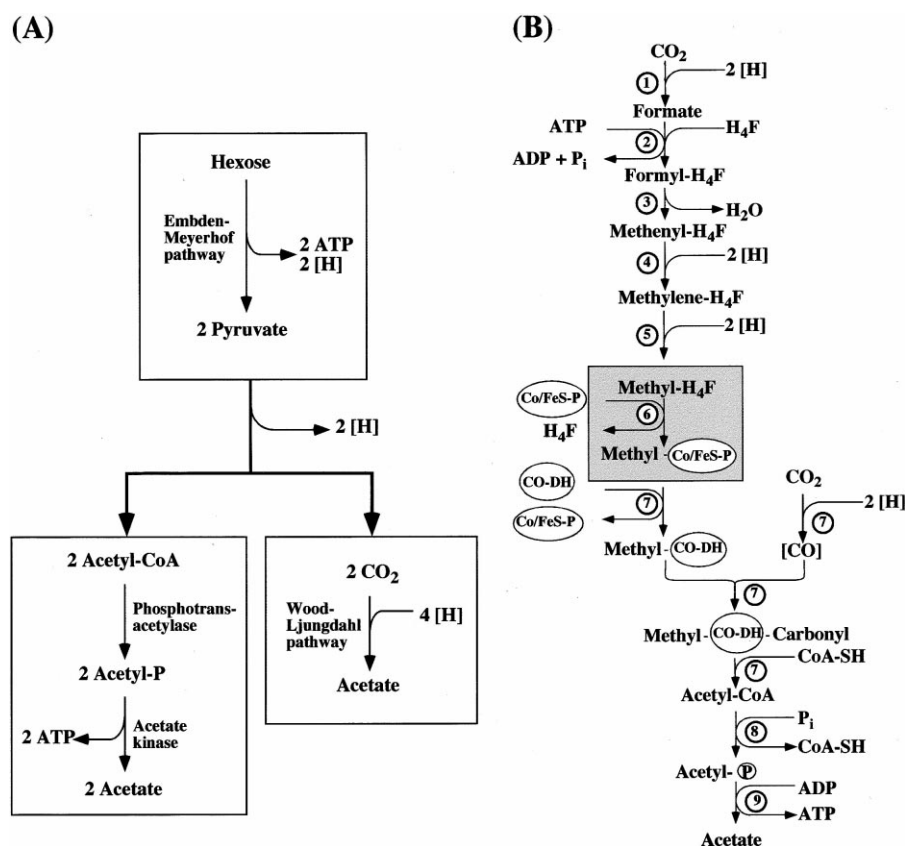 (A)
Hexose
Embden-
Meyerhof
pathway
2 ATP
2 [H]
2 Pyruvate
2 [H]
2 Acetyl-CoA
Phosphotrans-
acetylase
2 Acetyl-P
2 ATP
Acetate
kinase
2 Acetate
2 CO₂
Wood-
Ljungdahl
pathway
4 [H]
Acetate
(B)
CO₂
1
2 [H]
Formate
ATP
2
H₄F
ADP + Pᵢ
Formyl-H₄F
3
H₂O
Methenyl-H₄F
4
2 [H]
Methylene-H₄F
5
2 [H]
Methyl-H₄F
Co/FeS-P
6
H₄F
Methyl - Co/FeS-P
CO-DH
7
Co/FeS-P
Methyl - CO-DH
CO₂
2 [H]
7
[CO]
7
Methyl - CO-DH - Carbonyl
7
CoA-SH
Acetyl-CoA
Pᵢ
8
CoA-SH
Acetyl- P
ADP
9
ATP
Acetate